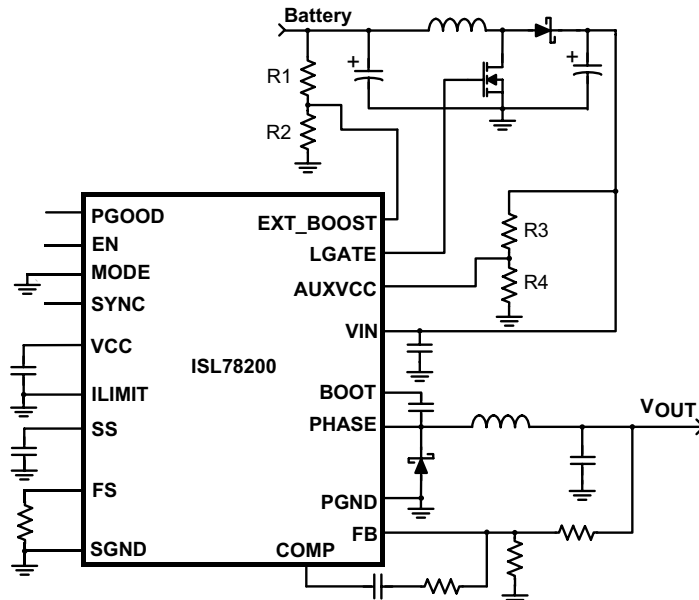 Battery
+
+
R1
R2
PGOOD
EN
MODE
SYNC
VCC
ILIMIT
SS
FS
SGND
ISL78200
EXT_BOOST
LGATE
AUXVCC
VIN
BOOT
PHASE
PGND
FB
COMP
R3
R4
VOUT